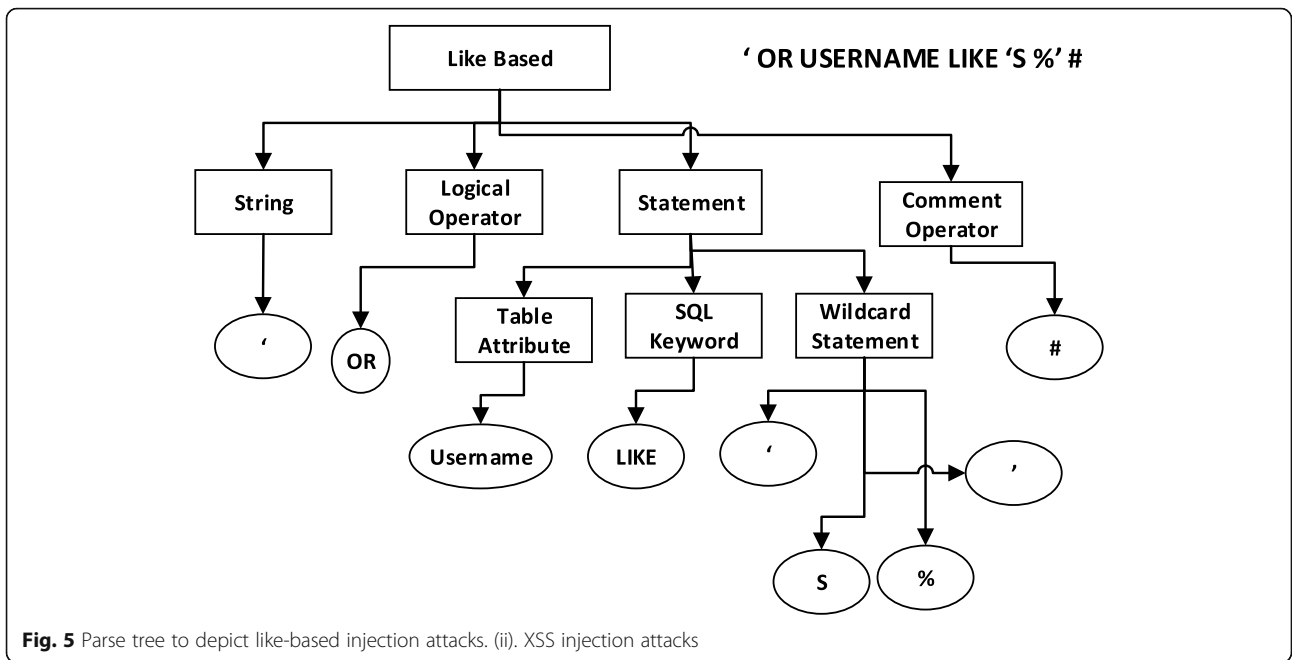 Like Based
‘ OR USERNAME LIKE ‘S %’ #
String
Logical
Operator
Statement
Comment
Operator
Table
Attribute
SQL
Keyword
Wildcard
Statement
‘
OR
#
Username
LIKE
‘
’
S
%
Fig. 5 Parse tree to depict like-based injection attacks. (ii). XSS injection attacks